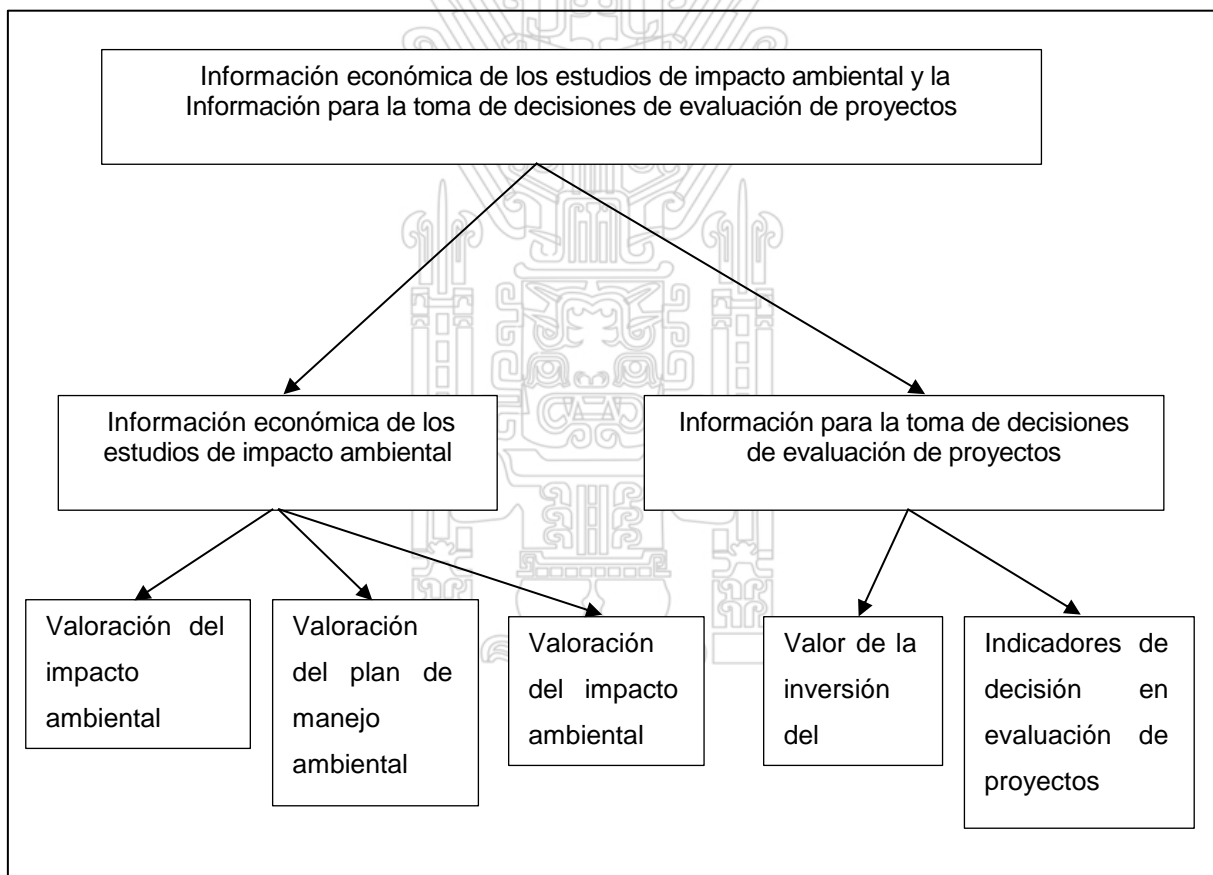 Información económica de los estudios de impacto ambiental y la
Información para la toma de decisiones de evaluación de proyectos
Información económica de los
estudios de impacto ambiental
Información para la toma de decisiones
de evaluación de proyectos
Valoración del
impacto
ambiental
Valoración
del plan de
manejo
ambiental
Valoración
del impacto
ambiental
Valor de la
inversión
del
Indicadores de
decisión en
evaluación de
proyectos